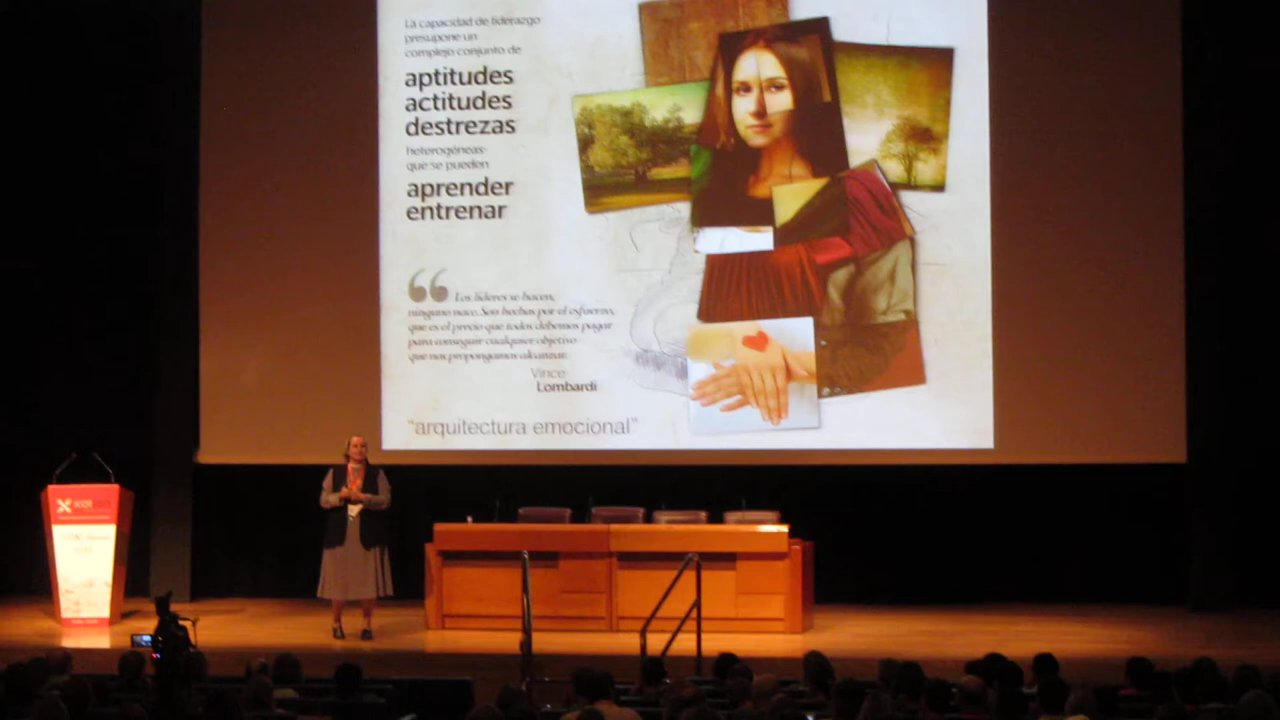 La capacidad de liderazgo
presupone un
complejo conjunto de
aptitudes
actitudes
destrezas
heterogéneas
que se pueden
aprender
entrenar
“ Los líderes se hacen,
ninguno nace. Son hechos por el esfuerzo,
que es el precio que todos debemos pagar
para conseguir cualquier objetivo
que nos propongamos alcanzar.
Vince
Lombardi
"arquitectura emocional"